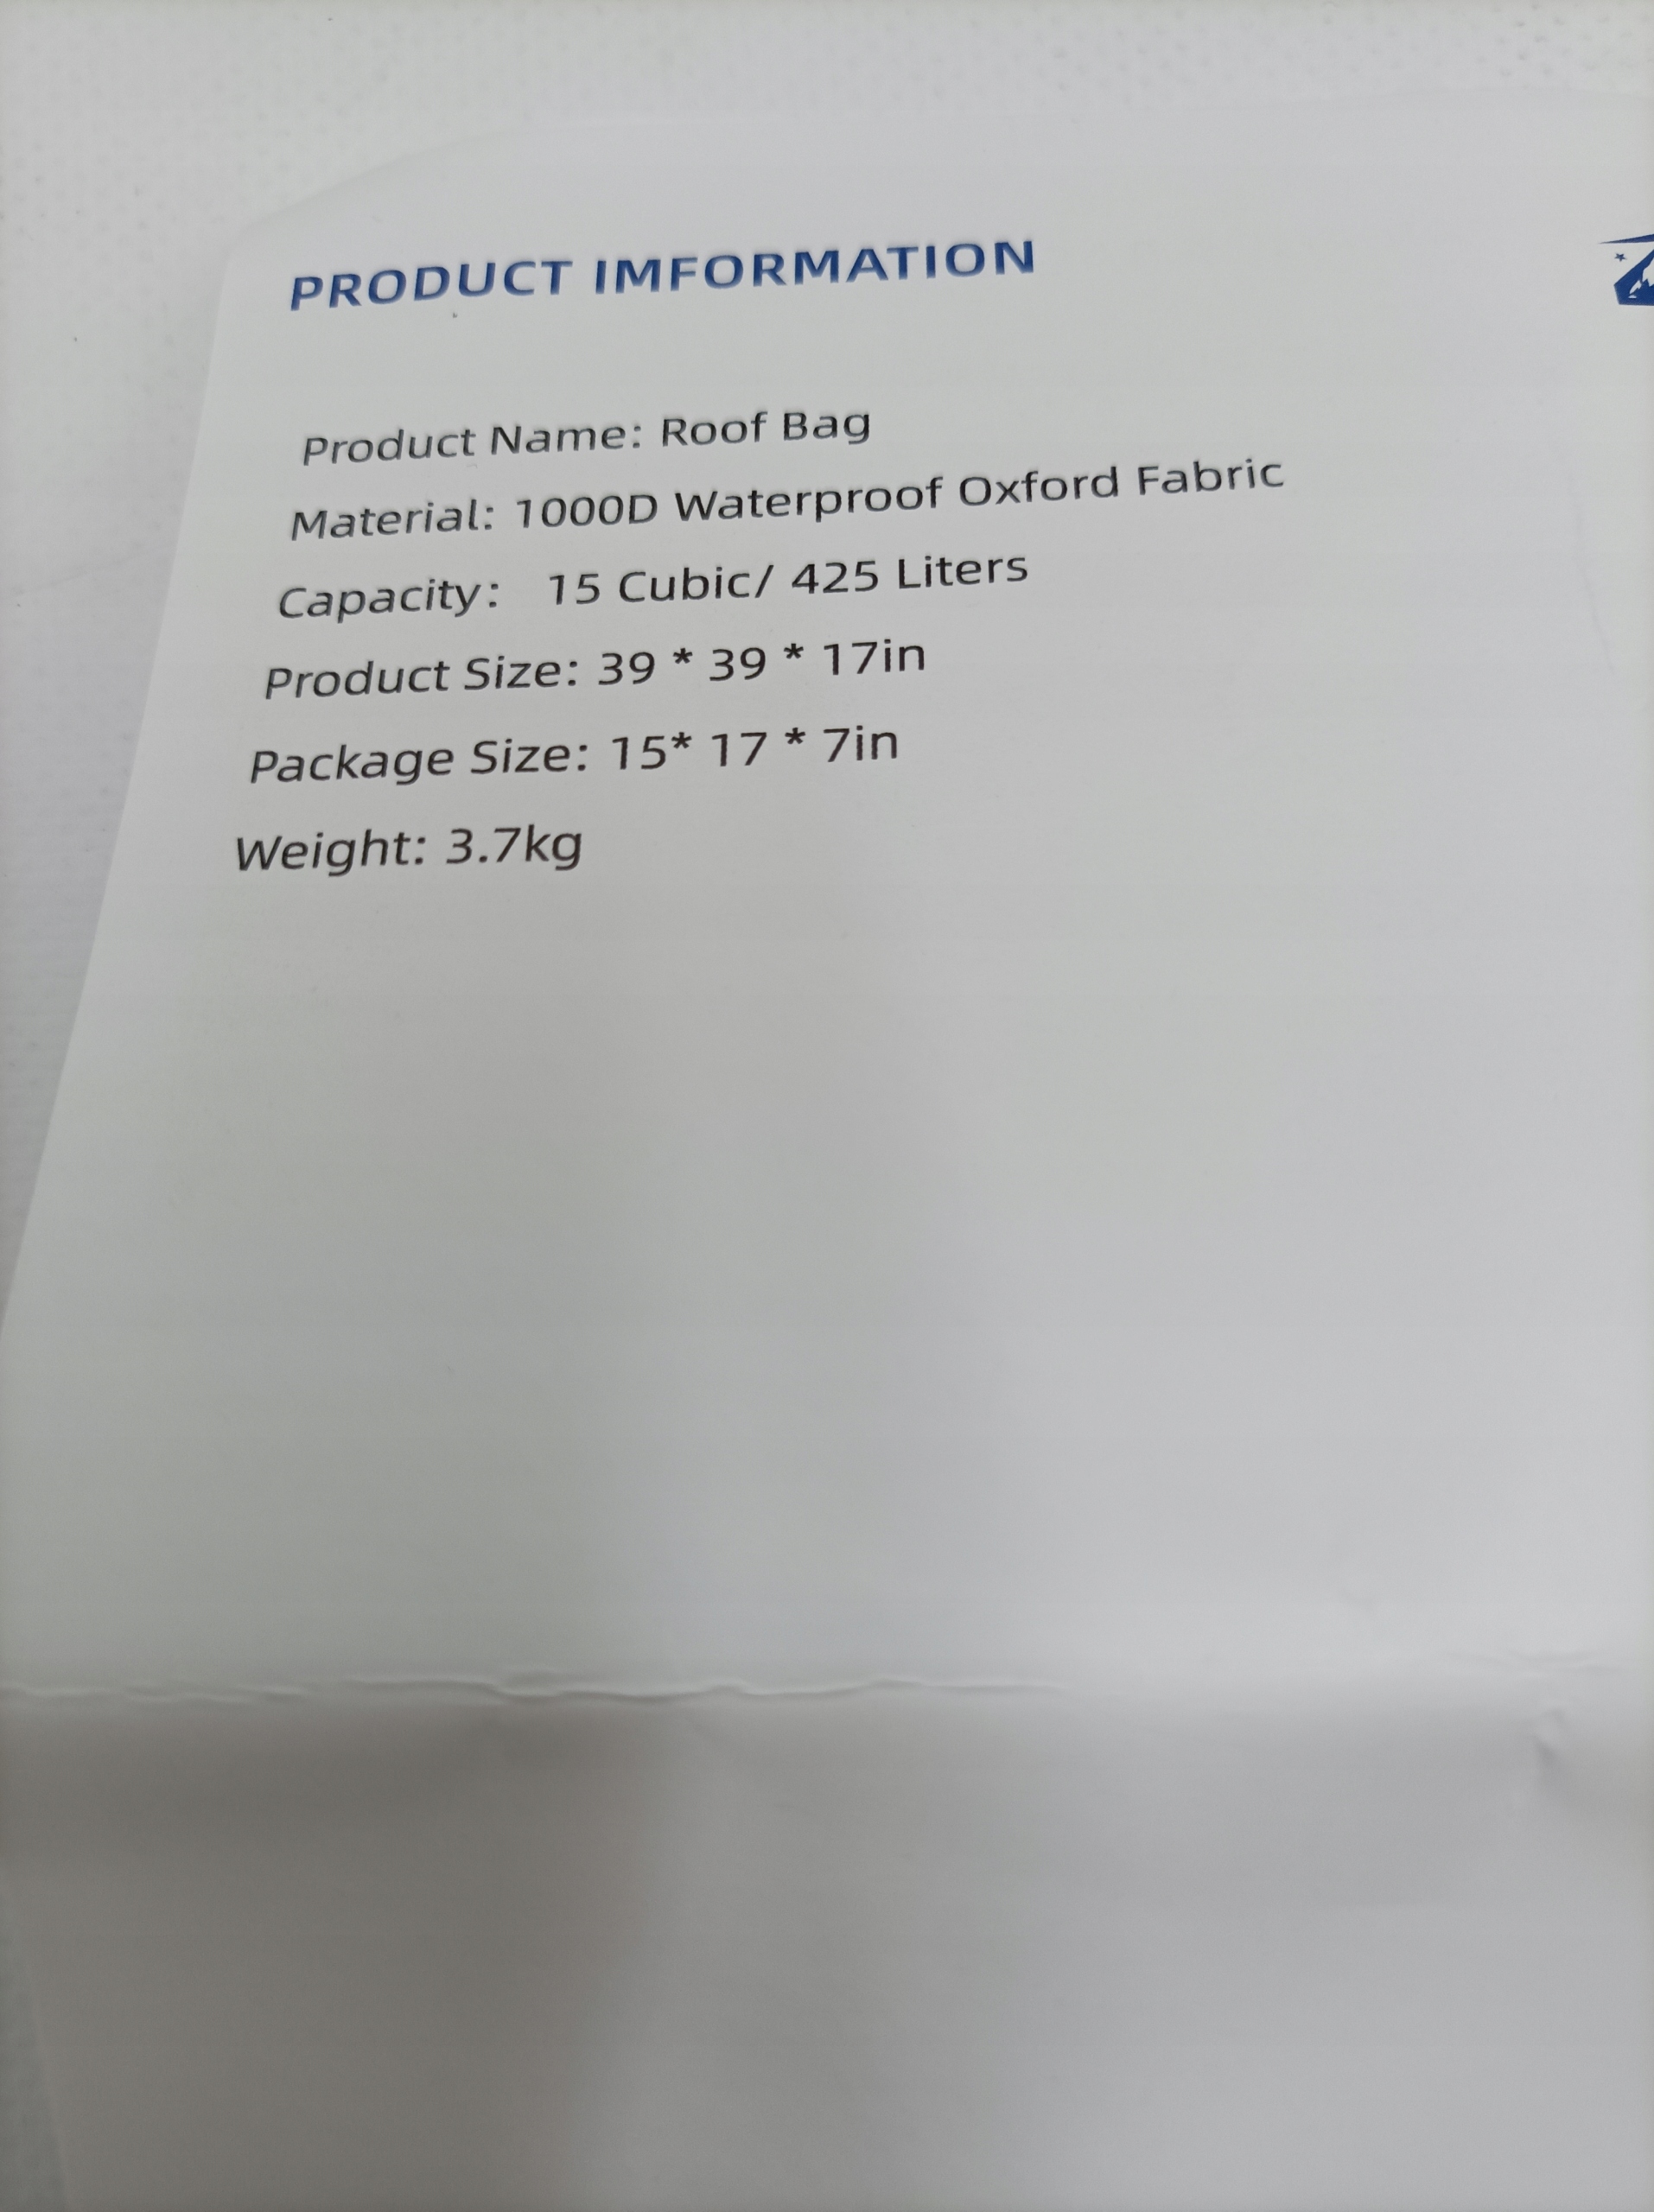 PRODUCT IMFORMATION
Product Name: Roof Bag
Material: 1000D Waterproof Oxford Fabric
Capacity: 15 Cubic/ 425 Liters
Product Size: 39 * 39 * 17in
Package Size: 15* 17 * 7in
Weight: 3.7kg